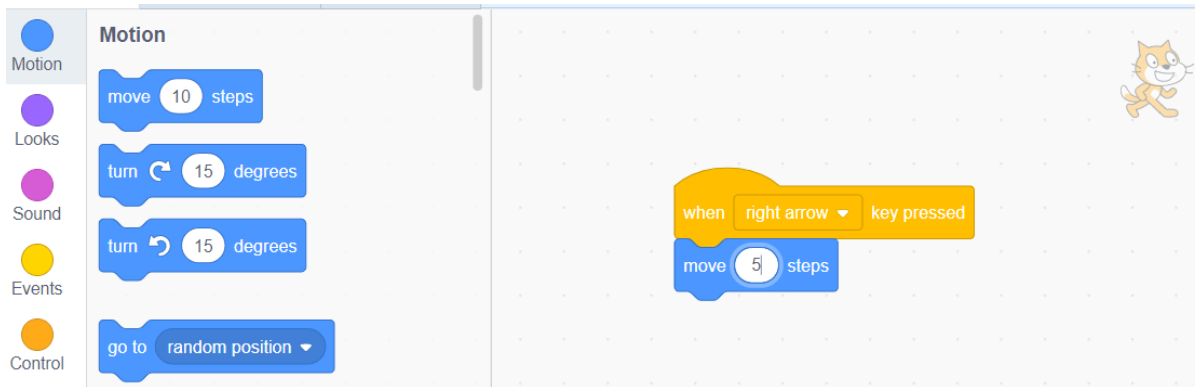 Motion
Looks
Sound
Events
Control
Motion
move 10 steps
turn 15 degrees
turn 15 degrees
go to random position
when right arrow key pressed
move 5 steps